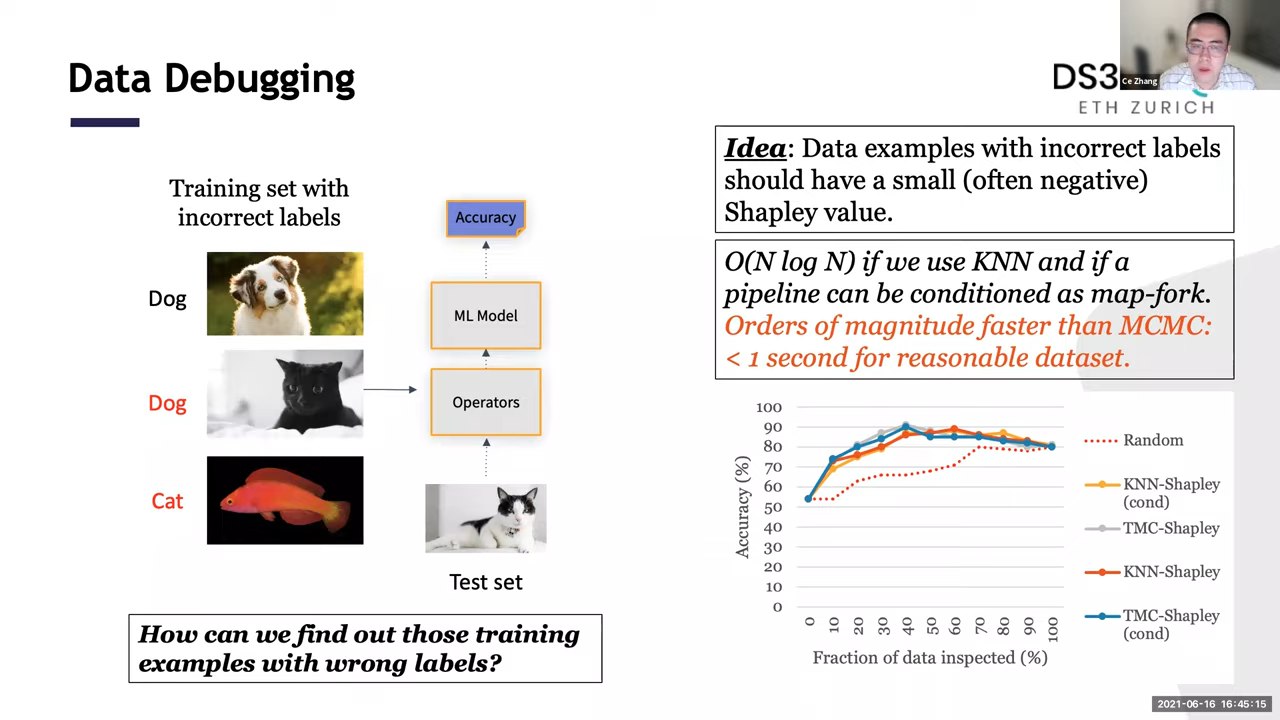 Data Debugging
DS3
ETH ZURICH
Ce Zhang
Training set with
incorrect labels
Dog
Dog
Cat
Accuracy
ML Model
Operators
Test set
How can we find out those training
examples with wrong labels?
Idea: Data examples with incorrect labels
should have a small (often negative)
Shapley value.
O(N log N) if we use KNN and if a
pipeline can be conditioned as map-fork.
Orders of magnitude faster than MCMC:
< 1 second for reasonable dataset.
100
90
80
70
60
50
40
30
20
10
0
Accuracy (%)
0 10 20 30 40 50 60 70 80 90 100
Fraction of data inspected (%)
Random
KNN-Shapley
(cond)
TMC-Shapley
KNN-Shapley
TMC-Shapley
(cond)
2021-06-16 16:45:15